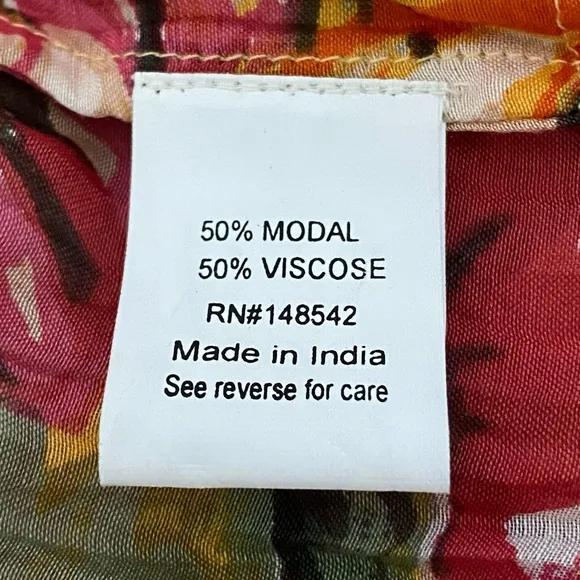 50% MODAL
50% VISCOSE
RN#148542
Made in India
See reverse for care